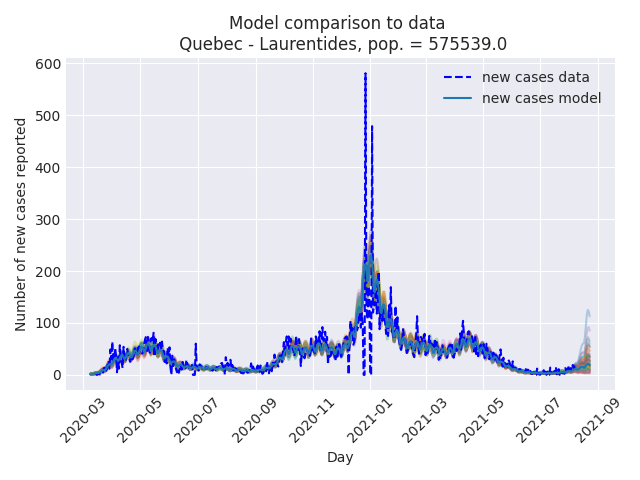 Model comparison to data
Quebec - Laurentides, pop. = 575539.0
new cases data
new cases model
Number of new cases reported
600
500
400
300
200
100
0
2020-03
2020-05
2020-07
2020-09
2020-11
2021-01
2021-03
2021-05
2021-07
2021-09
Day